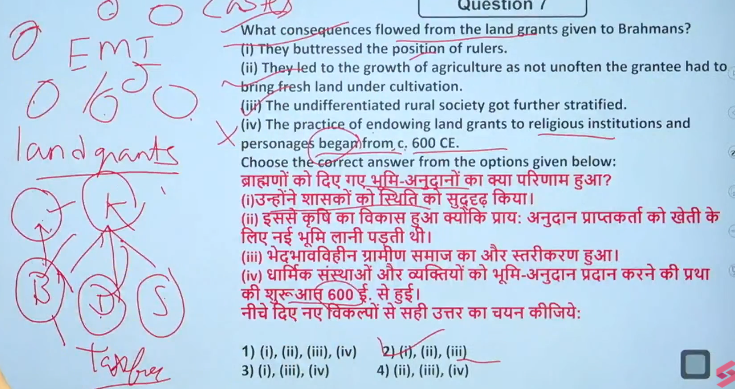 Question 7
What consequences flowed from the land grants given to Brahmans?
(i) They buttressed the position of rulers.
(ii) They led to the growth of agriculture as not unoften the grantee had to
bring fresh land under cultivation.
(iii) The undifferentiated rural society got further stratified.
(iv) The practice of endowing land grants to religious institutions and
personages began from c, 600 CE.
Choose the correct answer from the options given below:
ब्राह्मणों को दिए गए भूमि-अनुदानों का क्या परिणाम हुआ?
(i)उन्होंने शासकों को स्थिति को सुदृढ़ किया।
(ii) इससे कृषि का विकास हुआ क्योंकि प्राय: अनुदान प्राप्तकर्ता को खेती के
लिए नई भूमि लानी पड़ती थी।
(iii) भेदभावविहीन ग्रामीण समाज का और स्तरीकरण हुआ।
(iv) धार्मिक संस्थाओं और व्यक्तियों को भूमि-अनुदान प्रदान करने की प्रथा
की शुरूआत 600 ई. से हुई।
नीचे दिए नए विकल्पों से सही उत्तर का चयन कीजिये:
1) (i), (ii), (iii), (iv) 2) (i), (ii), (iii)
3) (i), (iii), (iv) 4) (ii), (iii), (iv)
EMI
land grants
K
B D S
Taxfree